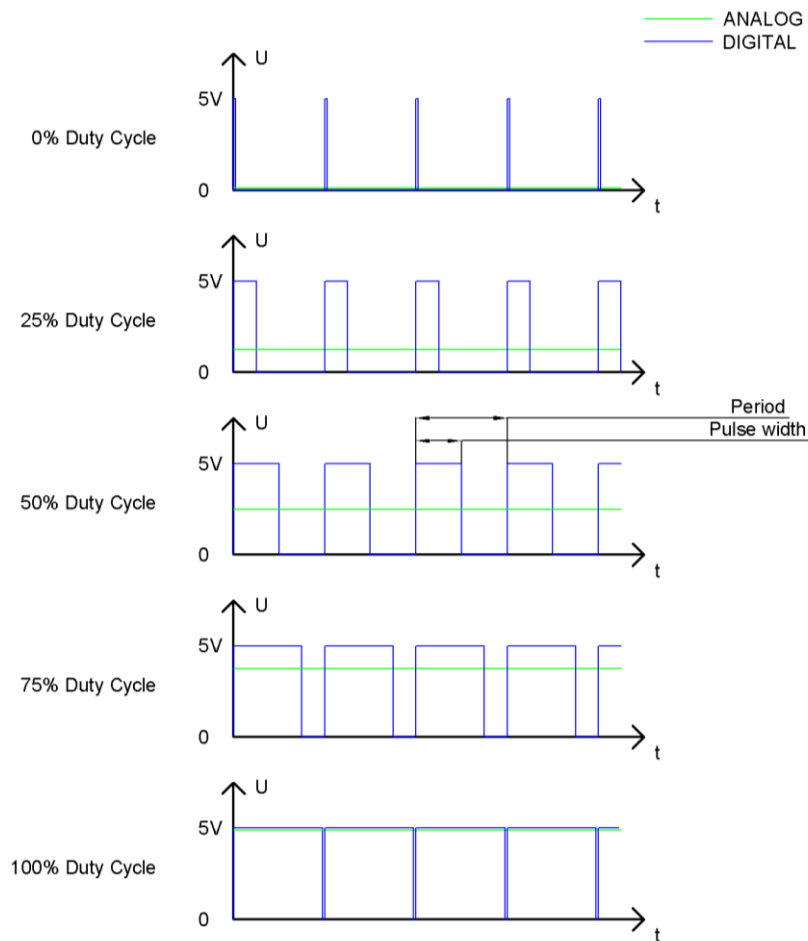 ANALOG
DIGITAL
U
5V
0% Duty Cycle
0
t
U
5V
25% Duty Cycle
0
t
Period
U
Pulse width
5V
50% Duty Cycle
0
t
U
5V
75% Duty Cycle
0
t
U
5V
100% Duty Cycle
0
t